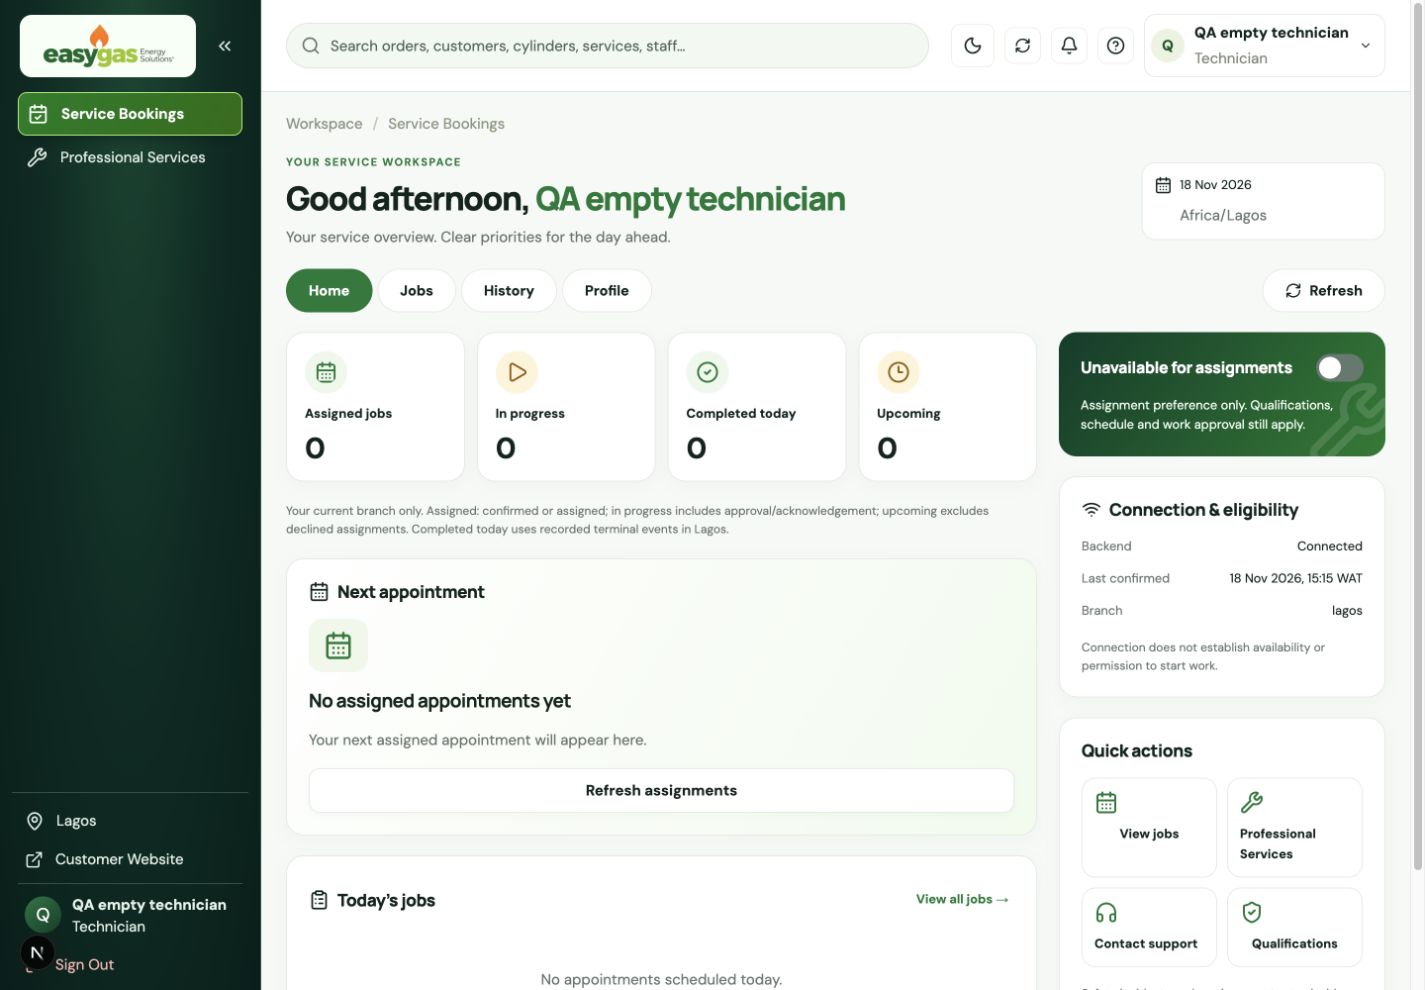 easygas Energy Solutions
Service Bookings
Professional Services
Lagos
Customer Website
Q
QA empty technician
Technician
N
Sign Out
Search orders, customers, cylinders, services, staff...
Q
QA empty technician
Technician
Workspace / Service Bookings
YOUR SERVICE WORKSPACE
Good afternoon, QA empty technician
Your service overview. Clear priorities for the day ahead.
18 Nov 2026
Africa/Lagos
Home
Jobs
History
Profile
Refresh
Assigned jobs
0
In progress
0
Completed today
0
Upcoming
0
Your current branch only. Assigned: confirmed or assigned; in progress includes approval/acknowledgement; upcoming excludes
declined assignments. Completed today uses recorded terminal events in Lagos.
Next appointment
No assigned appointments yet
Your next assigned appointment will appear here.
Refresh assignments
Today's jobs
View all jobs →
No appointments scheduled today.
Unavailable for assignments
Assignment preference only. Qualifications,
schedule and work approval still apply.
Connection & eligibility
Backend Connected
Last confirmed 18 Nov 2026, 15:15 WAT
Branch lagos
Connection does not establish availability or
permission to start work.
Quick actions
View jobs
Professional
Services
Contact support
Qualifications